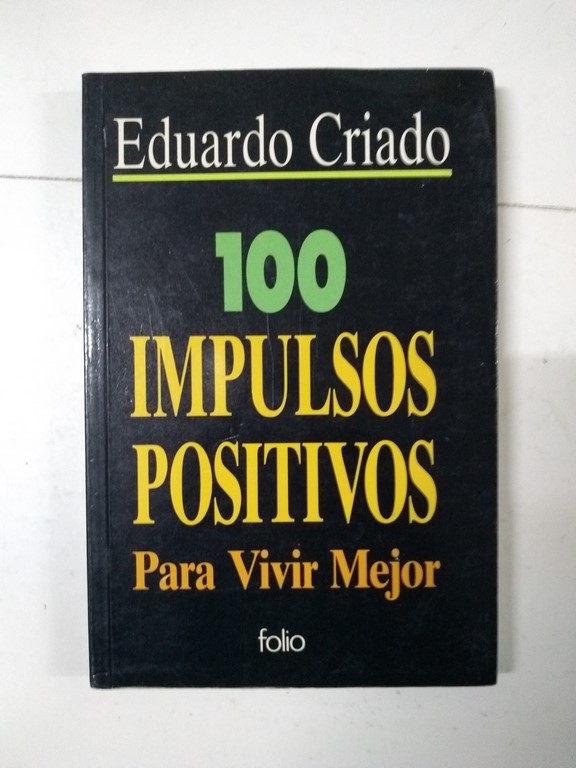 Eduardo Criado
100
IMPULSOS
POSITIVOS
Para Vivir Mejor
folio